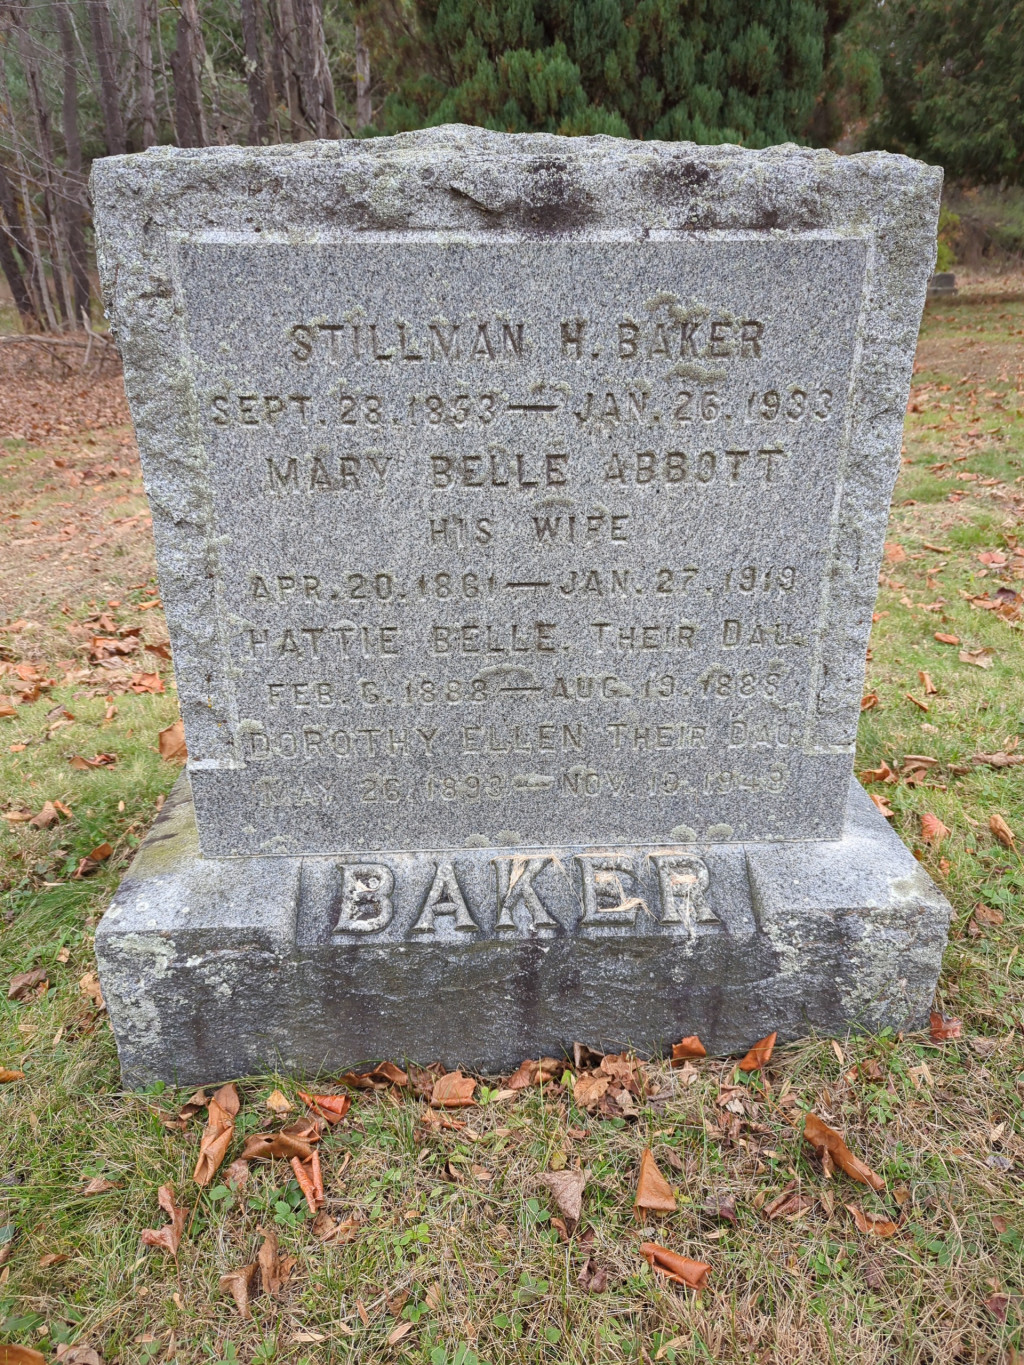 STILLMAN H. BAKER
SEPT. 28. 1853 — JAN. 26. 1933
MARY BELLE ABBOTT
HIS WIFE
APR. 20. 1861 — JAN. 27. 1919
HATTIE BELLE. THEIR DAU.
FEB. 6. 1888 — AUG. 19. 1888
DOROTHY ELLEN THEIR DAU.
MAY 26. 1893 — NOV. 19. 1943
BAKER